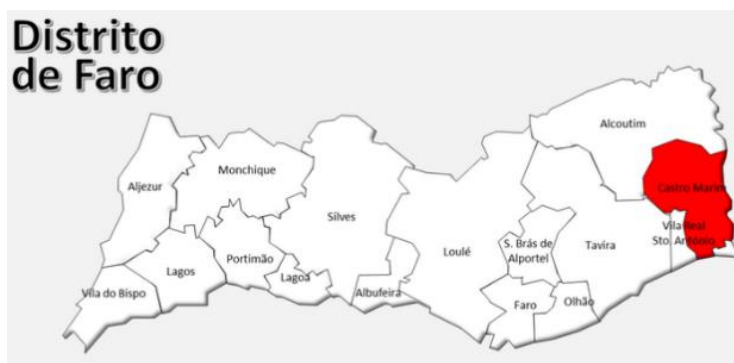 Distrito
de Faro
Alcoutim
Castro Marim
Monchique
Aljezur
Silves
Vila Real
Sto. António
S. Brás de
Alportel
Tavira
Loulé
Portimão
Lagos
Lagoa
Vila do Bispo
Albufeira
Faro
Olhão